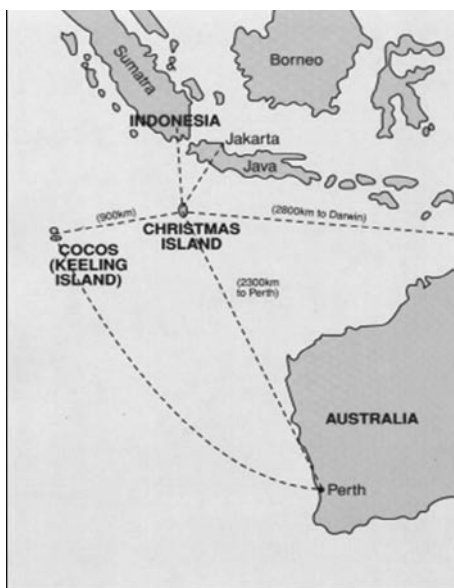 Sumatra
Borneo
INDONESIA
Jakarta
Java
(900km)
(2800km to Darwin)
CHRISTMAS
ISLAND
COCOS
(KEELING
ISLAND)
(2300km
to Perth)
AUSTRALIA
Perth